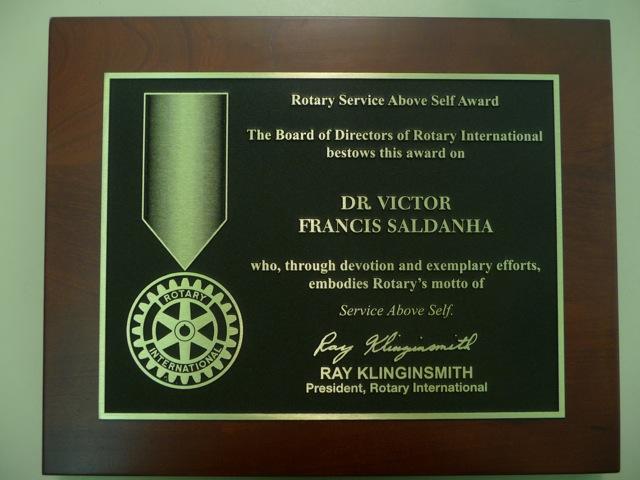 Rotary Service Above Self Award
The Board of Directors of Rotary International
bestows this award on
DR. VICTOR
FRANCIS SALDANHA
who, through devotion and exemplary efforts,
embodies Rotary's motto of
Service Above Self.
Ray Klinginsmith
RAY KLINGINSMITH
President, Rotary International
ROTARY
INTERNATIONAL